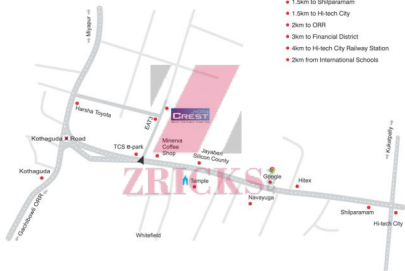 1.5km to Shilparamam
1.5km to Hi-tech City
2km to ORR
3km to Financial District
4km to Hi-tech City Railway Station
2km from International Schools
Miyapur
Harsha Toyota
EAT3
CREST
Kukatpally
Kothaguda X Road
TCS e-park
Minerva
Coffee
Shop
Jayaberi
Silicon County
Kothaguda
ZRICKS
Temple
Google
Hitex
Navayuga
Gachibowli ORR
Shilparamam
Hi-tech City
Whitefield